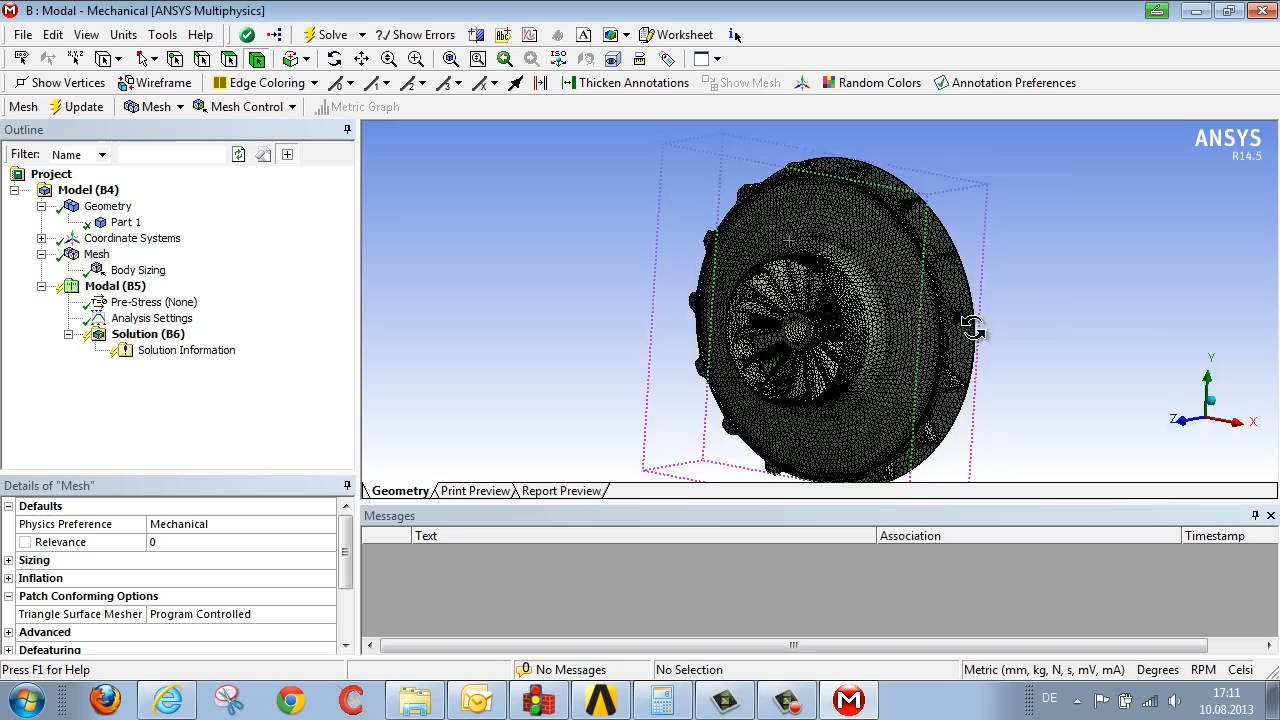 B : Modal - Mechanical [ANSYS Multiphysics]
File Edit View Units Tools Help Solve ?/ Show Errors Worksheet
Show Vertices Wireframe Edge Coloring Thicken Annotations Show Mesh Random Colors Annotation Preferences
Mesh Update Mesh Mesh Control Metric Graph
Outline
Filter: Name
Project
Model (B4)
Geometry
Part 1
Coordinate Systems
Mesh
Body Sizing
Modal (B5)
Pre-Stress (None)
Analysis Settings
Solution (B6)
Solution Information
ANSYS
R14.5
Y
Z
X
Details of "Mesh"
Defaults
Physics Preference Mechanical
Relevance 0
Sizing
Inflation
Patch Conforming Options
Triangle Surface Mesher Program Controlled
Advanced
Defeaturing
Geometry Print Preview Report Preview
Messages
Text Association Timestamp
Press F1 for Help 0 No Messages No Selection Metric (mm, kg, N, s, mV, mA) Degrees RPM Celsi
DE 17:11
10.08.2013